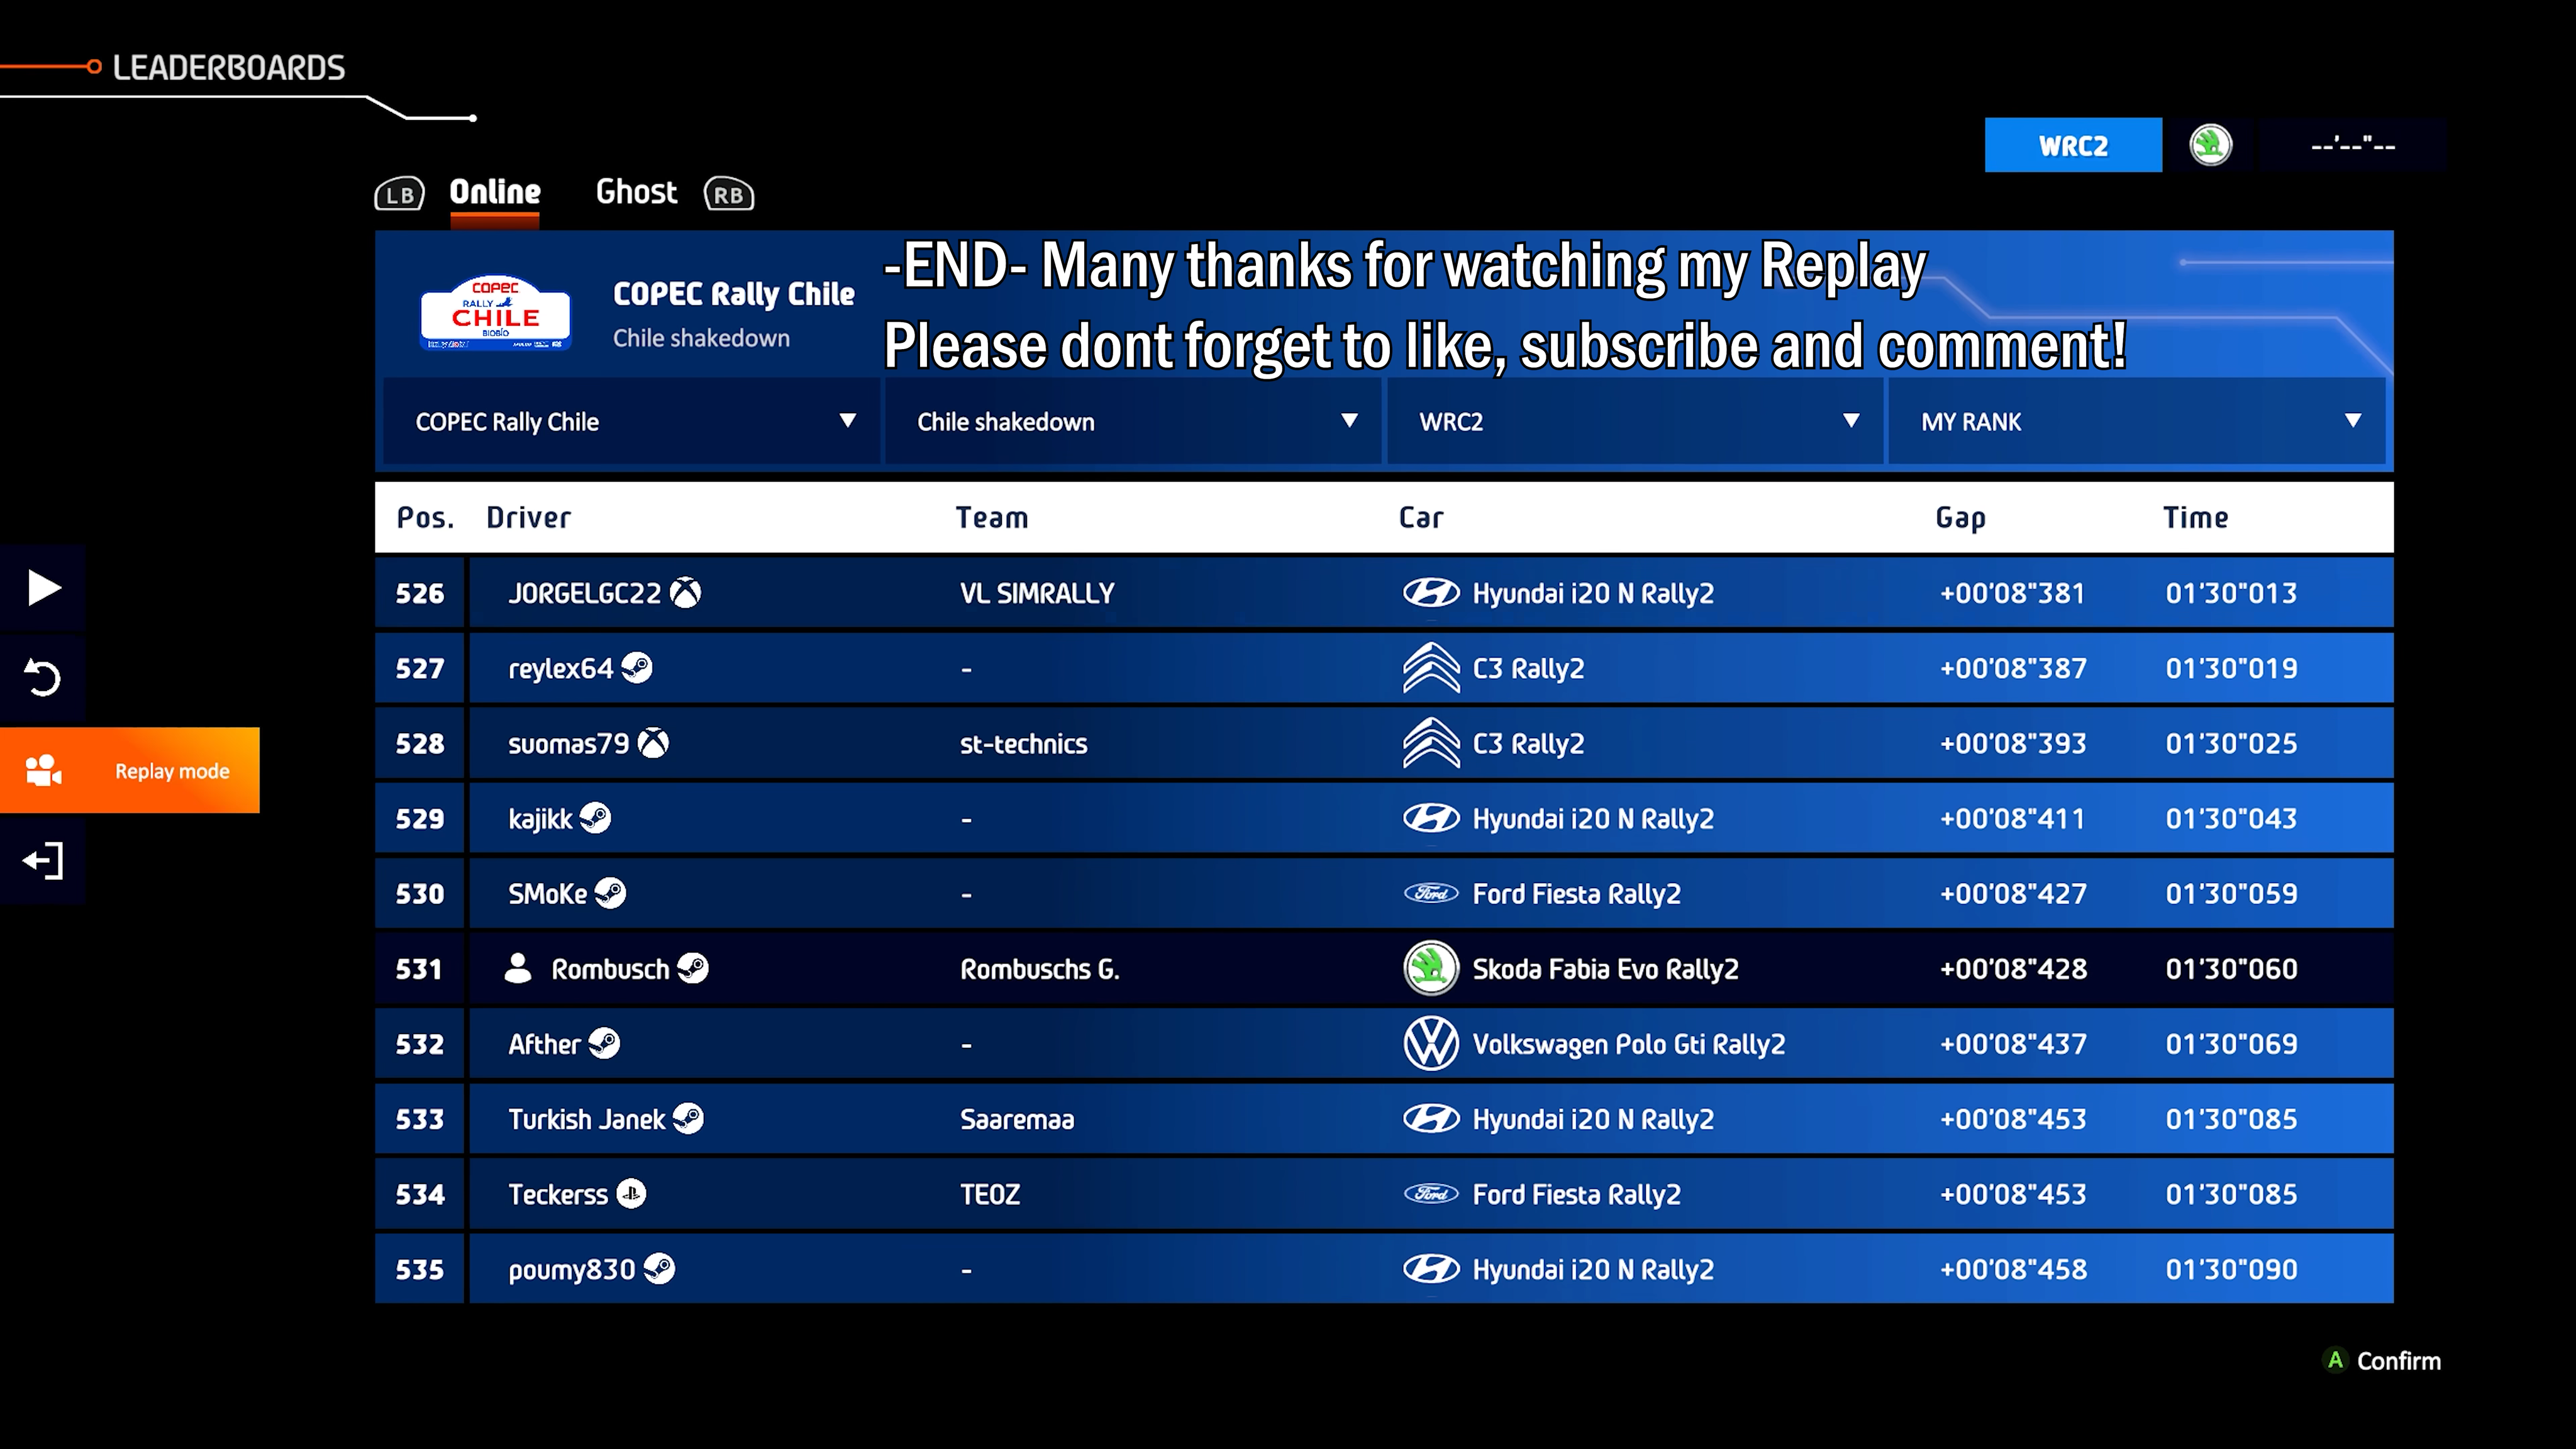 LEADERBOARDS
WRC2 --'--"--
LB Online Ghost RB
-END- Many thanks for watching my Replay
Please dont forget to like, subscribe and comment!
copec
RALLY
CHILE
BIOBÍO
COPEC Rally Chile
Chile shakedown
COPEC Rally Chile Chile shakedown WRC2 MY RANK
Pos. Driver Team Car Gap Time
526 JORGELGC22 VL SIMRALLY Hyundai i20 N Rally2 +00'08"381 01'30"013
527 reylex64 - C3 Rally2 +00'08"387 01'30"019
528 suomas79 st-technics C3 Rally2 +00'08"393 01'30"025
529 kajikk - Hyundai i20 N Rally2 +00'08"411 01'30"043
530 SMoKe - Ford Ford Fiesta Rally2 +00'08"427 01'30"059
531 Rombusch Rombuschs G. Skoda Fabia Evo Rally2 +00'08"428 01'30"060
532 Afther - Volkswagen Polo Gti Rally2 +00'08"437 01'30"069
533 Turkish Janek Saaremaa Hyundai i20 N Rally2 +00'08"453 01'30"085
534 Teckerss TEOZ Ford Ford Fiesta Rally2 +00'08"453 01'30"085
535 poumy830 - Hyundai i20 N Rally2 +00'08"458 01'30"090
Replay mode
A Confirm